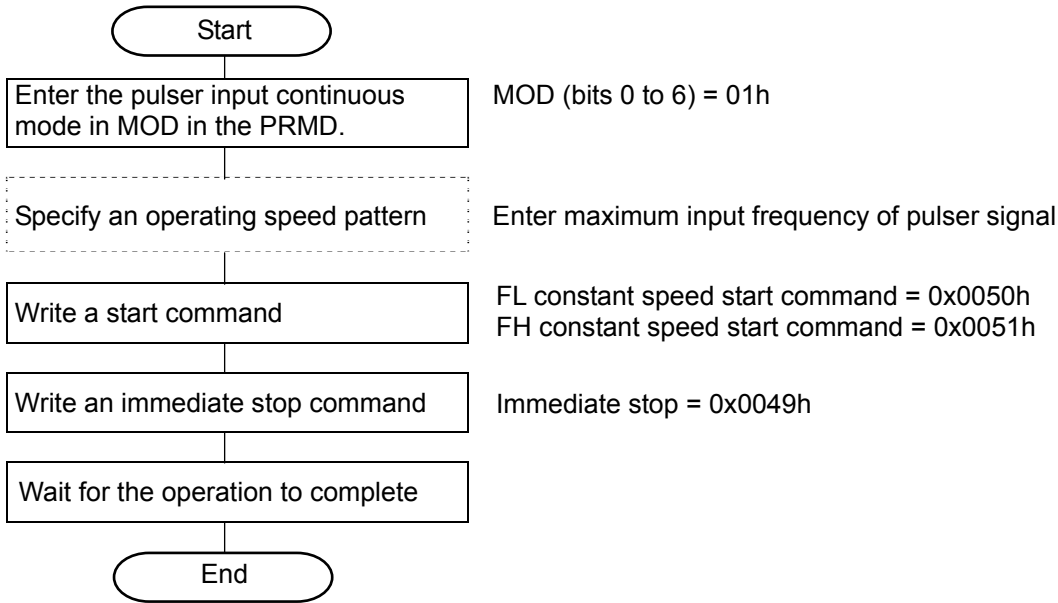 Start
Enter the pulser input continuous
mode in MOD in the PRMD.
MOD (bits 0 to 6) = 01h
Specify an operating speed pattern
Enter maximum input frequency of pulser signal
Write a start command
FL constant speed start command = 0x0050h
FH constant speed start command = 0x0051h
Write an immediate stop command
Immediate stop = 0x0049h
Wait for the operation to complete
End